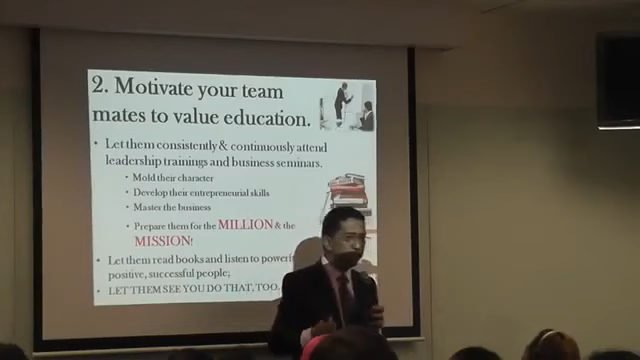 2. Motivate your team
mates to value education.
• Let them consistently & continuously attend
leadership trainings and business seminars.
• Mold their character
• Develop their entrepreneurial skills
• Master the business
• Prepare them for the MILLION & the
MISSION!
• Let them read books and listen to
positive, successful people;
• LET THEM SEE YOU DO THAT, TOO.